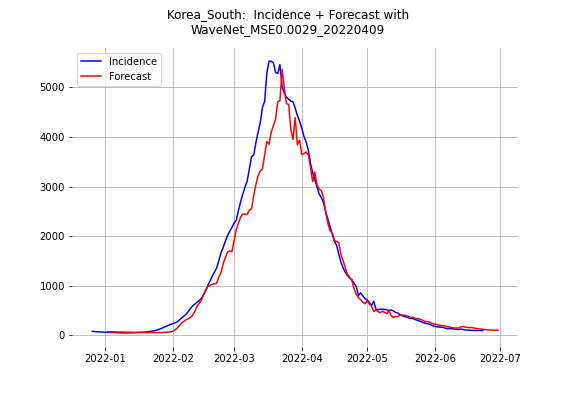 Korea_South:  Incidence + Forecast with
WaveNet_MSE0.0029_20220409
Incidence
Forecast
5000
4000
3000
2000
1000
0
2022-01 2022-02 2022-03 2022-04 2022-05 2022-06 2022-07